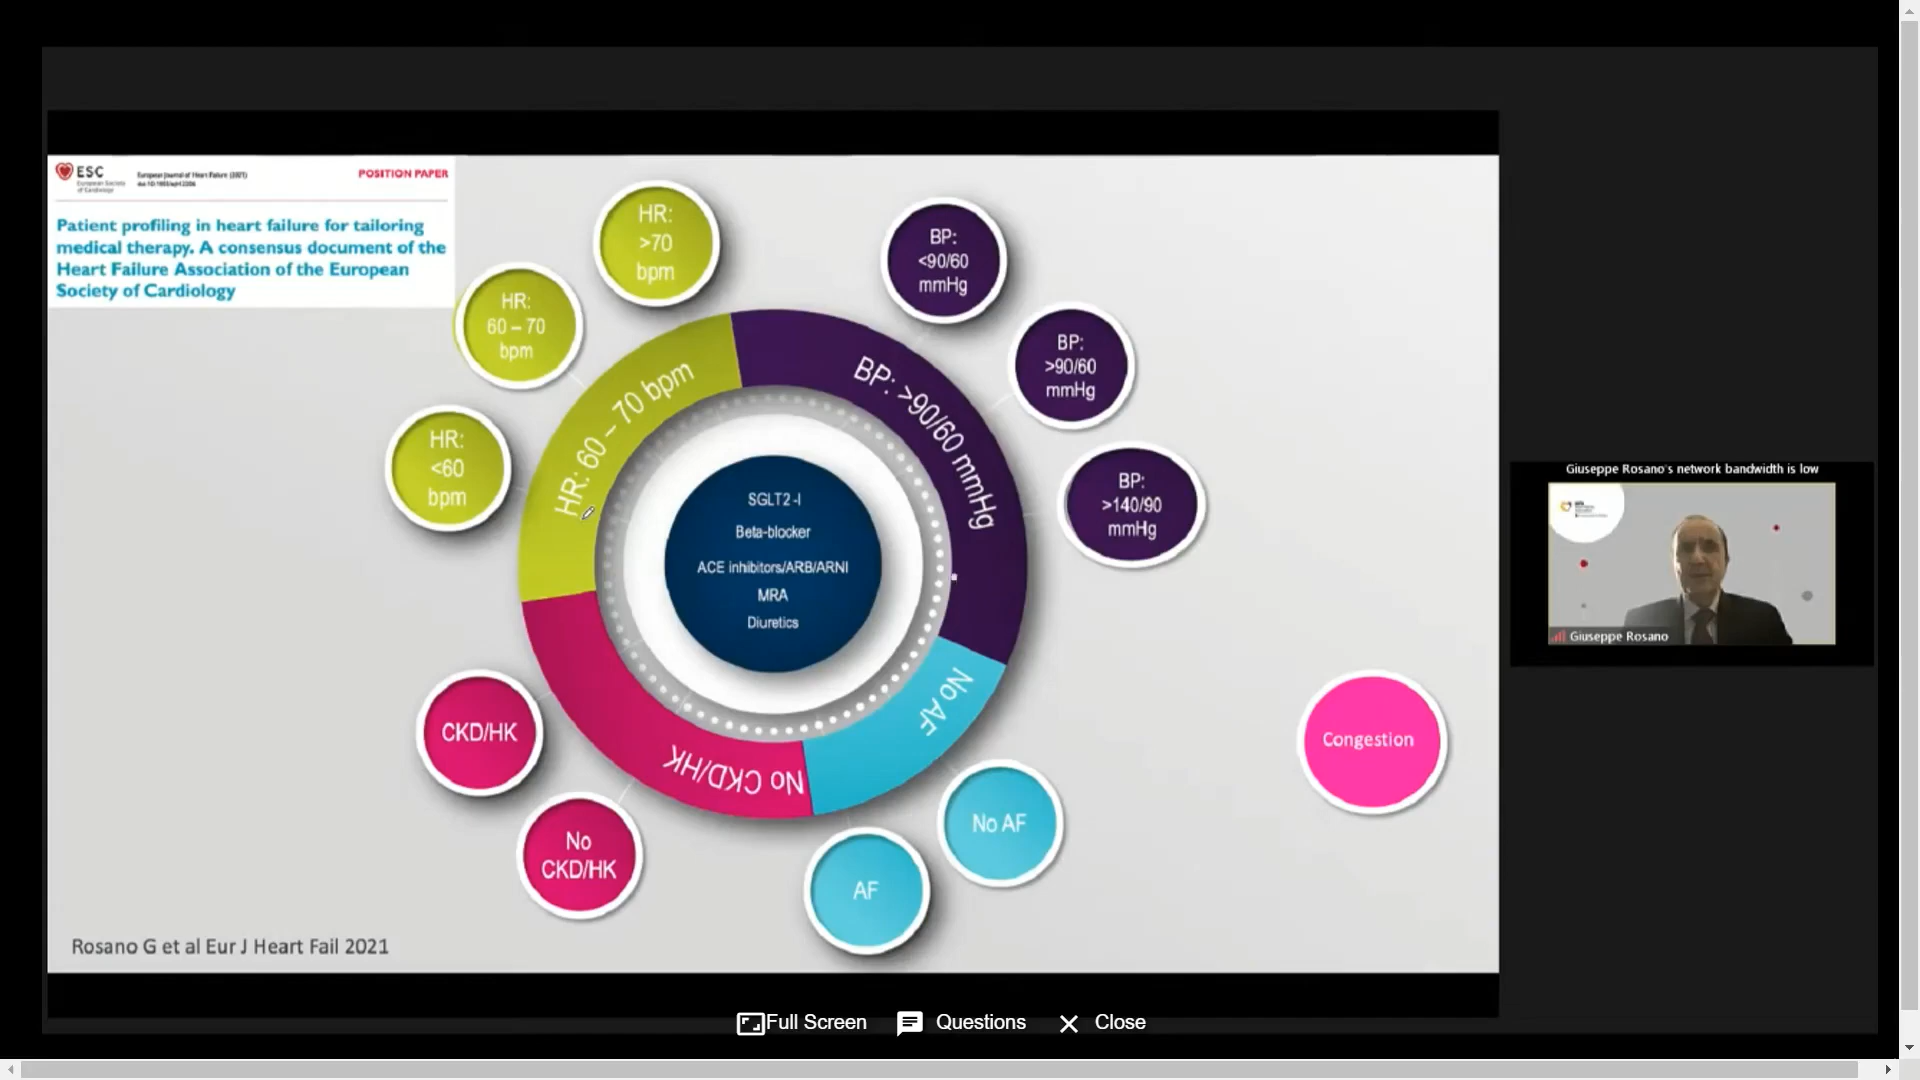 Giuseppe Rosano's network bandwidth is low
Giuseppe Rosano
ESC
European Society
of Cardiology
European Journal of Heart Failure (2021)
POSITION PAPER
Patient profiling in heart failure for tailoring
medical therapy. A consensus document of the
Heart Failure Association of the European
Society of Cardiology
HR:
>70
bpm
HR:
60 – 70
bpm
HR:
<60
bpm
BP:
<90/60
mmHg
BP:
>90/60
mmHg
BP:
>140/90
mmHg
HR: 60 – 70 bpm
BP: >90/60 mmHg
No AF
No CKD/HK
SGLT2 -I
Beta-blocker
ACE inhibitors/ARB/ARNI
MRA
Diuretics
CKD/HK
No
CKD/HK
AF
No AF
Congestion
Rosano G et al Eur J Heart Fail 2021
Full Screen
Questions
Close